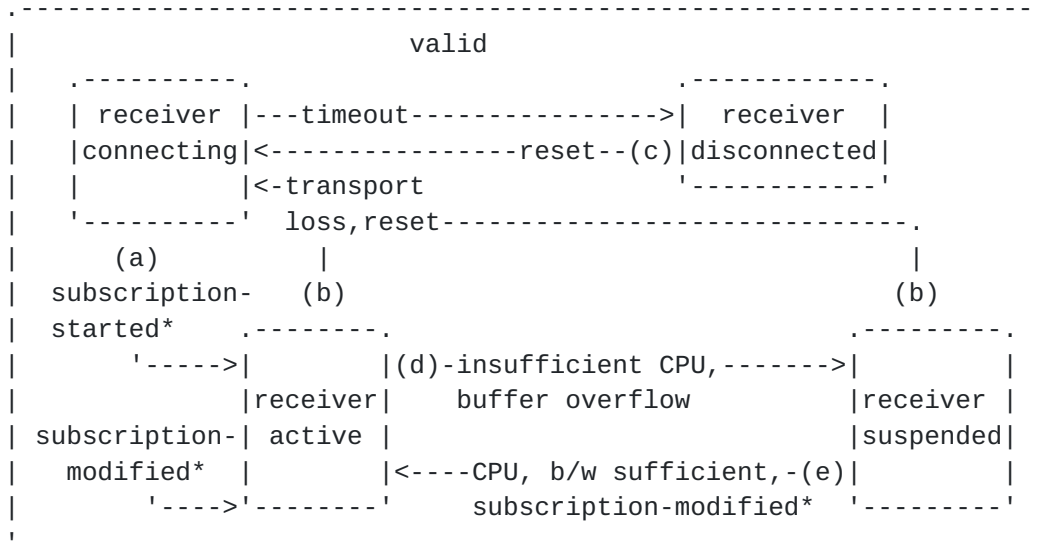 .-----------------------------------------------------------------
|                         valid
|   .----------.                           .------------.
|   | receiver |---timeout---------------->|  receiver  |
|   |connecting|<----------------reset--(c)|disconnected|
|   |          |<-transport                '------------'
|   '----------'  loss,reset------------------------------.
|      (a)          |                                     |
|  subscription-   (b)                                   (b)
|  started*    .--------.                             .---------.
|       '----->|        |(d)-insufficient CPU,------->|         |
|              |receiver|    buffer overflow          |receiver |
| subscription-| active |                             |suspended|
|   modified*  |        |<----CPU, b/w sufficient,-(e)|         |
|        '---->'--------'     subscription-modified*  '---------'
'